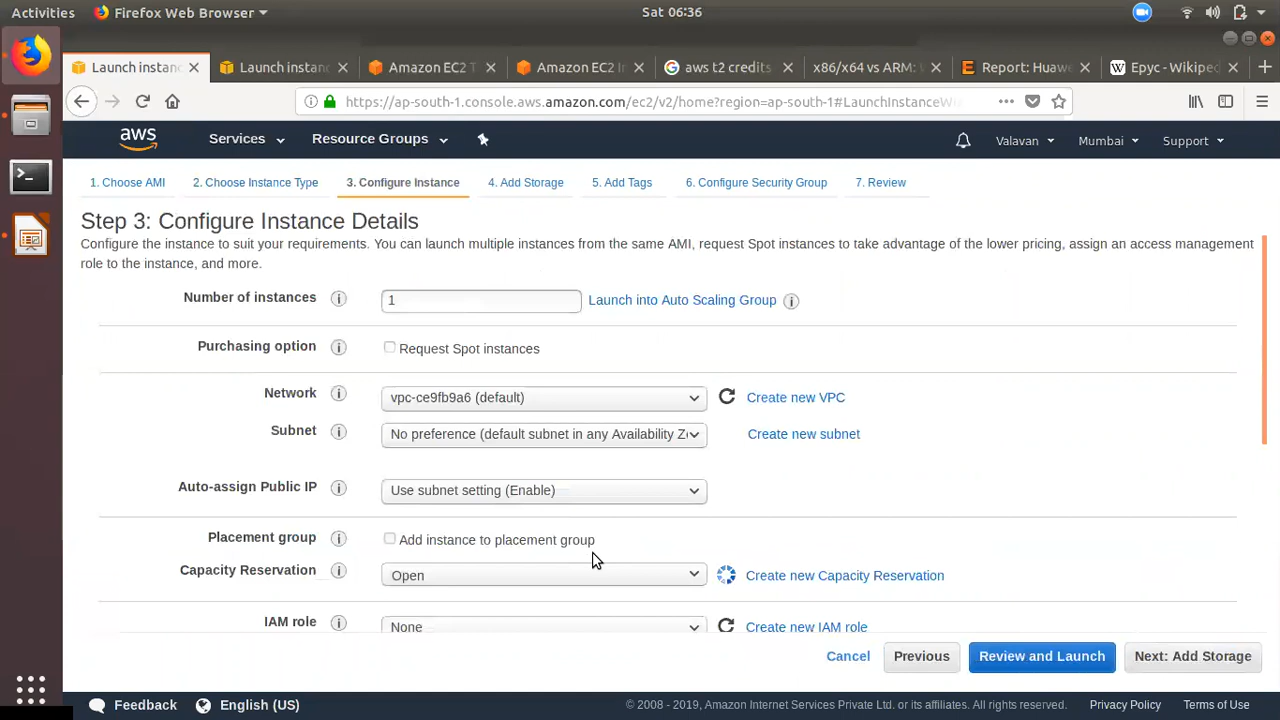 Activities
Firefox Web Browser
Sat 06:36
Launch instan
Launch instan
Amazon EC2 T
Amazon EC2 In
aws t2 credits
x86/x64 vs ARM:
Report: Huawe
Epyc - Wikiped
https://ap-south-1.console.aws.amazon.com/ec2/v2/home?region=ap-south-1#LaunchInstanceWi
aws
Services
Resource Groups
Valavan
Mumbai
Support
1. Choose AMI
2. Choose Instance Type
3. Configure Instance
4. Add Storage
5. Add Tags
6. Configure Security Group
7. Review
Step 3: Configure Instance Details
Configure the instance to suit your requirements. You can launch multiple instances from the same AMI, request Spot instances to take advantage of the lower pricing, assign an access management
role to the instance, and more.
Number of instances
1
Launch into Auto Scaling Group
Purchasing option
Request Spot instances
Network
vpc-ce9fb9a6 (default)
Create new VPC
Subnet
No preference (default subnet in any Availability Zo
Create new subnet
Auto-assign Public IP
Use subnet setting (Enable)
Placement group
Add instance to placement group
Capacity Reservation
Open
Create new Capacity Reservation
IAM role
None
Create new IAM role
Cancel
Previous
Review and Launch
Next: Add Storage
Feedback
English (US)
© 2008 - 2019, Amazon Internet Services Private Ltd. or its affiliates. All rights reserved.
Privacy Policy
Terms of Use